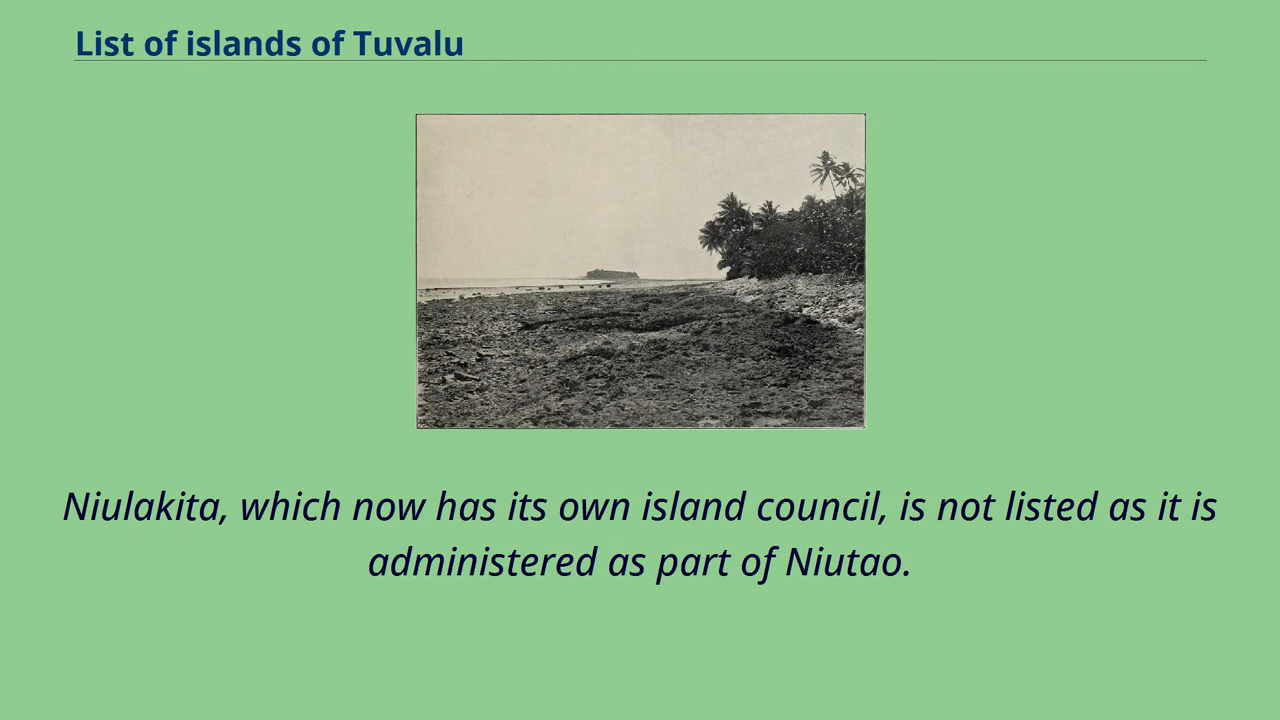 List of islands of Tuvalu
Niulakita, which now has its own island council, is not listed as it is
administered as part of Niutao.